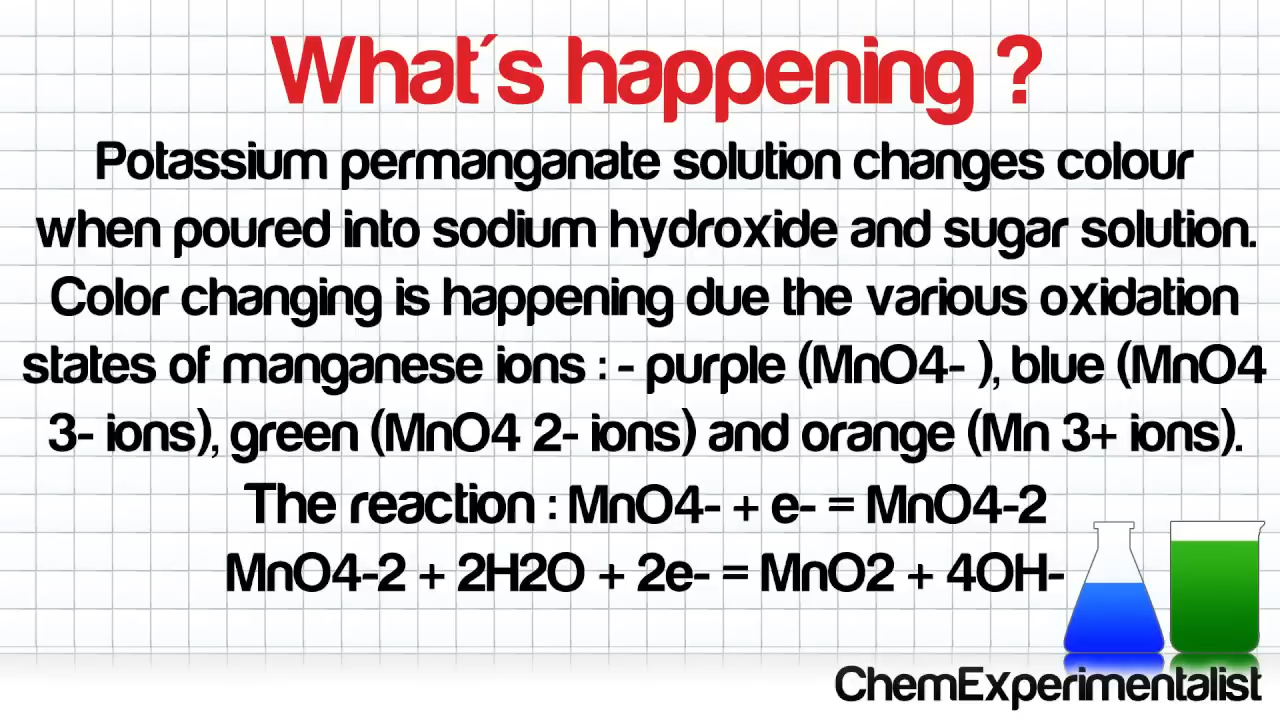 What´s happening ?
Potassium permanganate solution changes colour
when poured into sodium hydroxide and sugar solution.
Color changing is happening due the various oxidation
states of manganese ions : - purple (MnO4- ), blue (MnO4
3- ions), green (MnO4 2- ions) and orange (Mn 3+ ions).
The reaction : MnO4- + e- = MnO4-2
MnO4-2 + 2H2O + 2e- = MnO2 + 4OH-
ChemExperimentalist